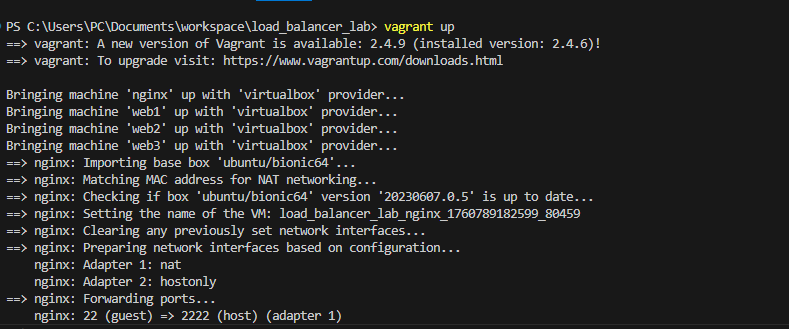 PS C:\Users\PC\Documents\workspace\load_balancer_lab> vagrant up
==> vagrant: A new version of Vagrant is available: 2.4.9 (installed version: 2.4.6)!
==> vagrant: To upgrade visit: https://www.vagrantup.com/downloads.html
Bringing machine 'nginx' up with 'virtualbox' provider...
Bringing machine 'web1' up with 'virtualbox' provider...
Bringing machine 'web2' up with 'virtualbox' provider...
Bringing machine 'web3' up with 'virtualbox' provider...
==> nginx: Importing base box 'ubuntu/bionic64'...
==> nginx: Matching MAC address for NAT networking...
==> nginx: Checking if box 'ubuntu/bionic64' version '20230607.0.5' is up to date...
==> nginx: Setting the name of the VM: load_balancer_lab_nginx_1760789182599_80459
==> nginx: Clearing any previously set network interfaces...
==> nginx: Preparing network interfaces based on configuration...
nginx: Adapter 1: nat
nginx: Adapter 2: hostonly
==> nginx: Forwarding ports...
nginx: 22 (guest) => 2222 (host) (adapter 1)